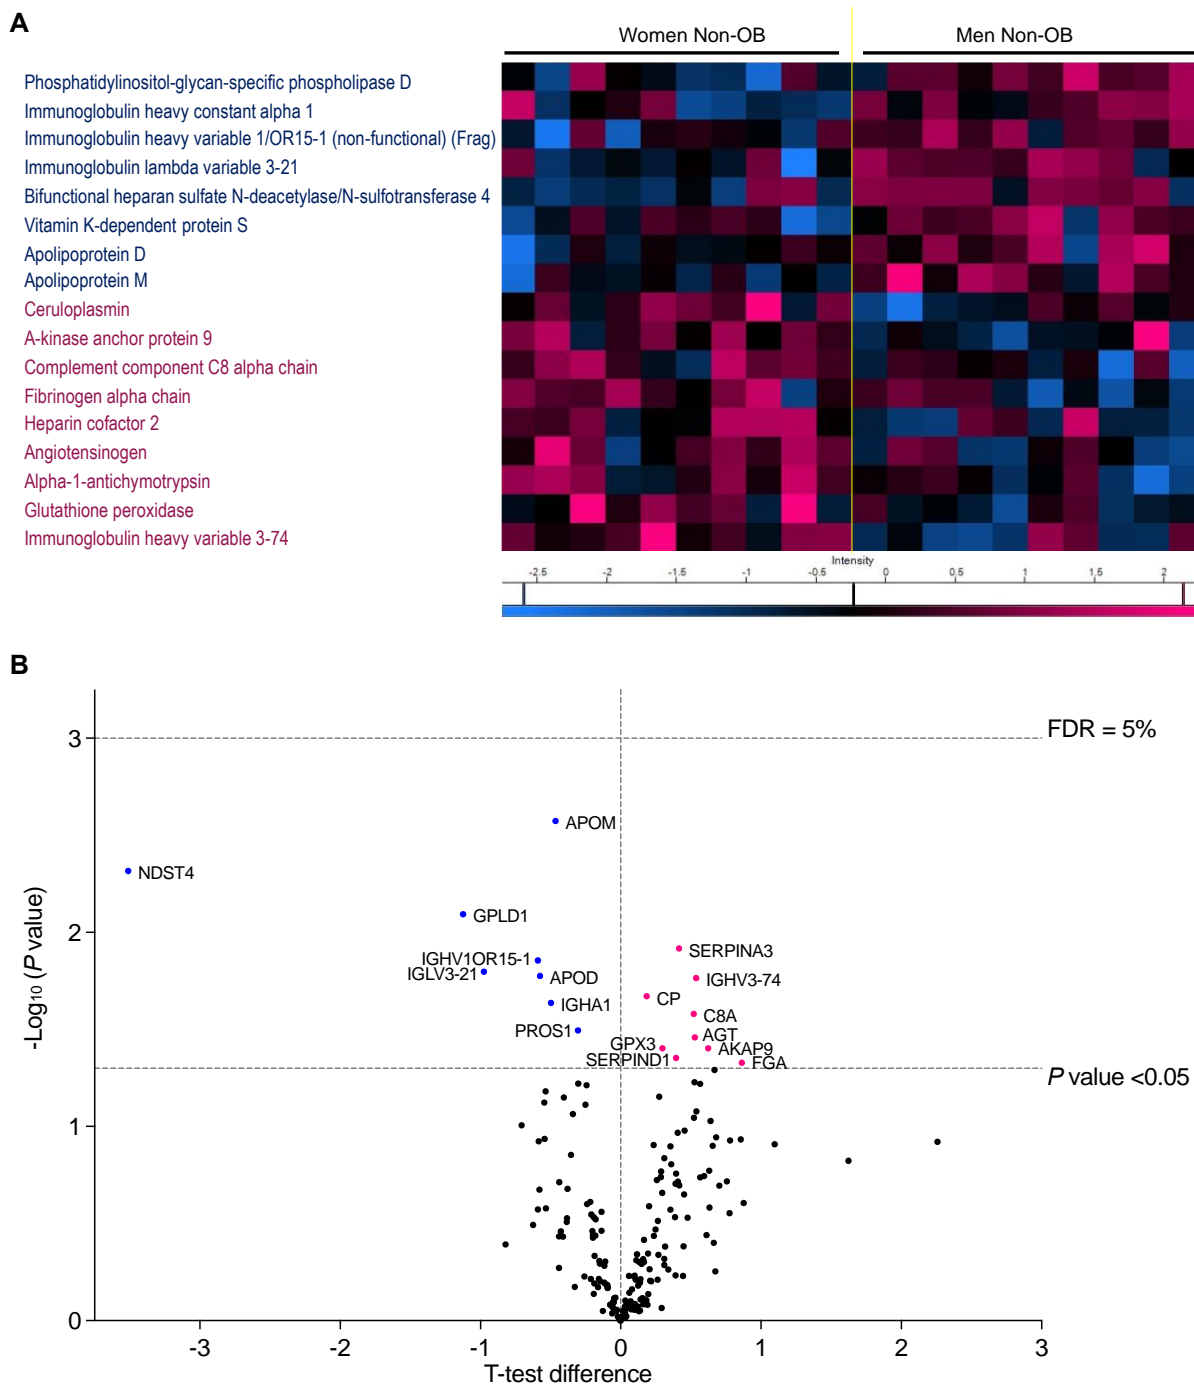 A
Women Non-OB
Men Non-OB
Phosphatidylinositol-glycan-specific phospholipase D
Immunoglobulin heavy constant alpha 1
Immunoglobulin heavy variable 1/OR15-1 (non-functional) (Frag)
Immunoglobulin lambda variable 3-21
Bifunctional heparan sulfate N-deacetylase/N-sulfotransferase 4
Vitamin K-dependent protein S
Apolipoprotein D
Apolipoprotein M
Ceruloplasmin
A-kinase anchor protein 9
Complement component C8 alpha chain
Fibrinogen alpha chain
Heparin cofactor 2
Angiotensinogen
Alpha-1-antichymotrypsin
Glutathione peroxidase
Immunoglobulin heavy variable 3-74
Intensity
-2.5 -2 -1.5 -1 -0.5 0 0.5 1 1.5 2
B
FDR = 5%
3
APOM
NDST4
GPLD1
2
SERPINA3
IGHV1OR15-1
IGLV3-21
APOD
IGHV3-74
IGHA1
CP
C8A
PROS1
AGT
GPX3
AKAP9
SERPIND1
FGA
P value <0.05
1
0
-Log10 (P value)
-3 -2 -1 0 1 2 3
T-test difference